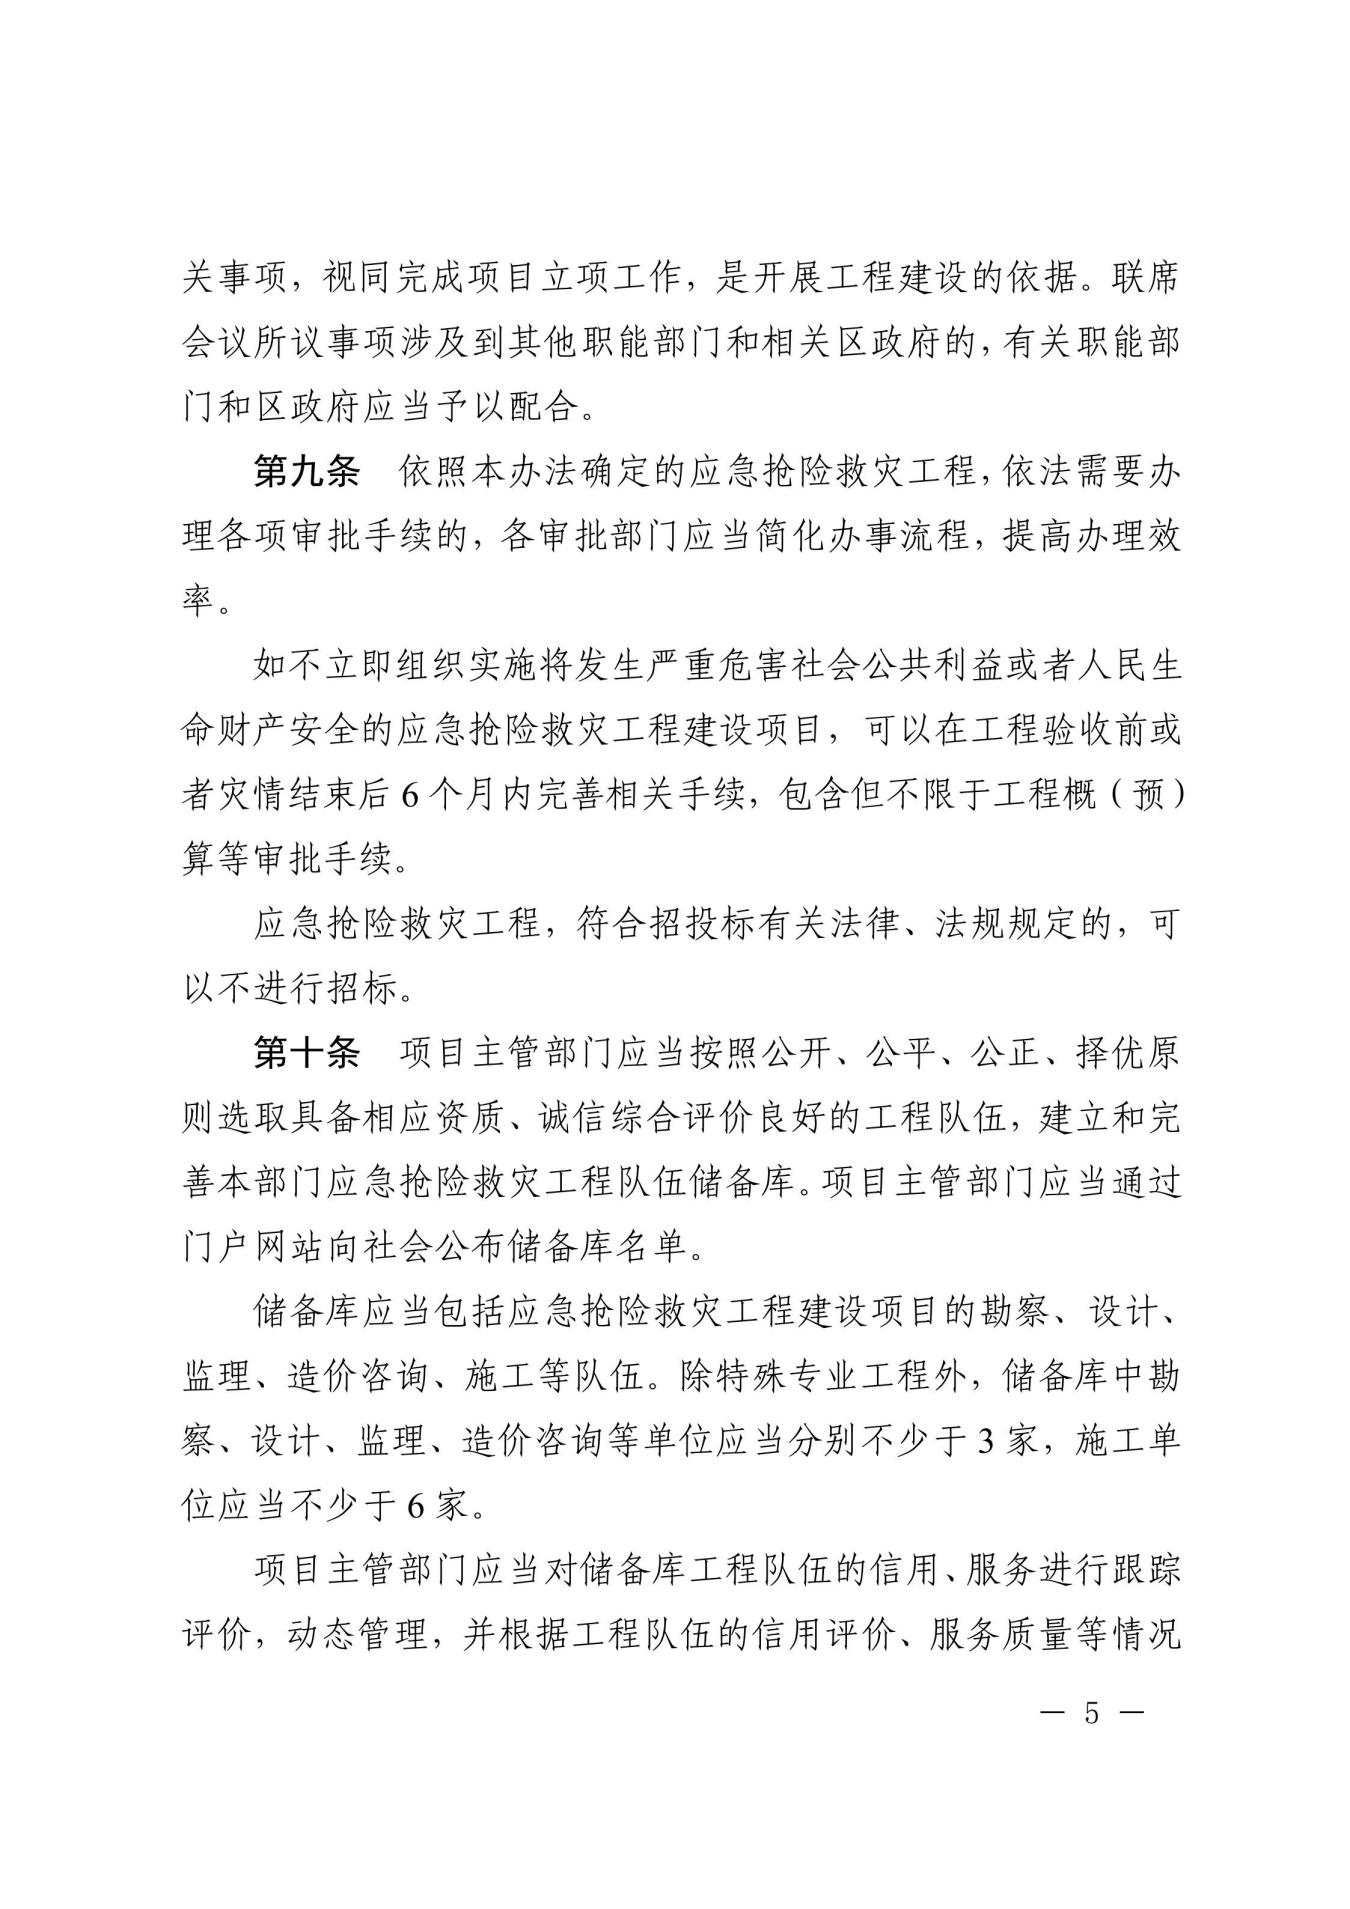 关事项，视同完成项目立项工作，是开展工程建设的依据。联席
会议所议事项涉及到其他职能部门和相关区政府的，有关职能部
门和区政府应当予以配合。
第九条　依照本办法确定的应急抢险救灾工程，依法需要办
理各项审批手续的，各审批部门应当简化办事流程，提高办理效
率。
如不立即组织实施将发生严重危害社会公共利益或者人民生
命财产安全的应急抢险救灾工程建设项目，可以在工程验收前或
者灾情结束后 6 个月内完善相关手续，包含但不限于工程概（预）
算等审批手续。
应急抢险救灾工程，符合招投标有关法律、法规规定的，可
以不进行招标。
第十条　项目主管部门应当按照公开、公平、公正、择优原
则选取具备相应资质、诚信综合评价良好的工程队伍，建立和完
善本部门应急抢险救灾工程队伍储备库。项目主管部门应当通过
门户网站向社会公布储备库名单。
储备库应当包括应急抢险救灾工程建设项目的勘察、设计、
监理、造价咨询、施工等队伍。除特殊专业工程外，储备库中勘
察、设计、监理、造价咨询等单位应当分别不少于 3 家，施工单
位应当不少于 6 家。
项目主管部门应当对储备库工程队伍的信用、服务进行跟踪
评价，动态管理，并根据工程队伍的信用评价、服务质量等情况
— 5 —